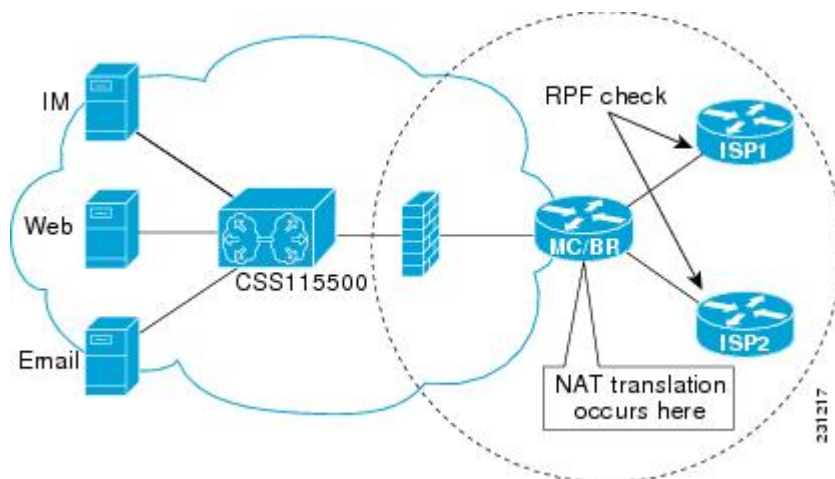 IM
Web
Email
CSS115500
RPF check
ISP1
MC/BR
ISP2
NAT translation
occurs here
231217